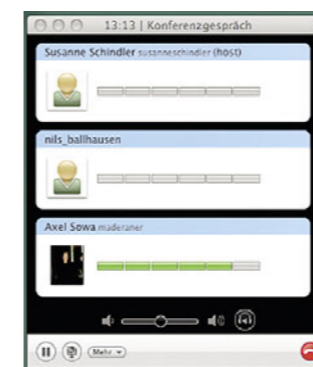 13:13 | Konferenzgespräch
Susanne Schindler susanneschindler (host)
nils_ballhausen
Axel Sowa maderaner
Mehr